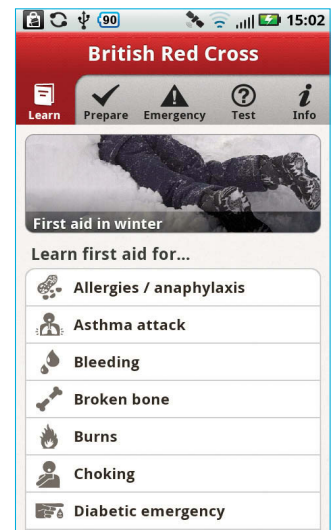 90 15:02
British Red Cross
Learn Prepare Emergency Test Info
First aid in winter
Learn first aid for...
Allergies / anaphylaxis
Asthma attack
Bleeding
Broken bone
Burns
Choking
Diabetic emergency